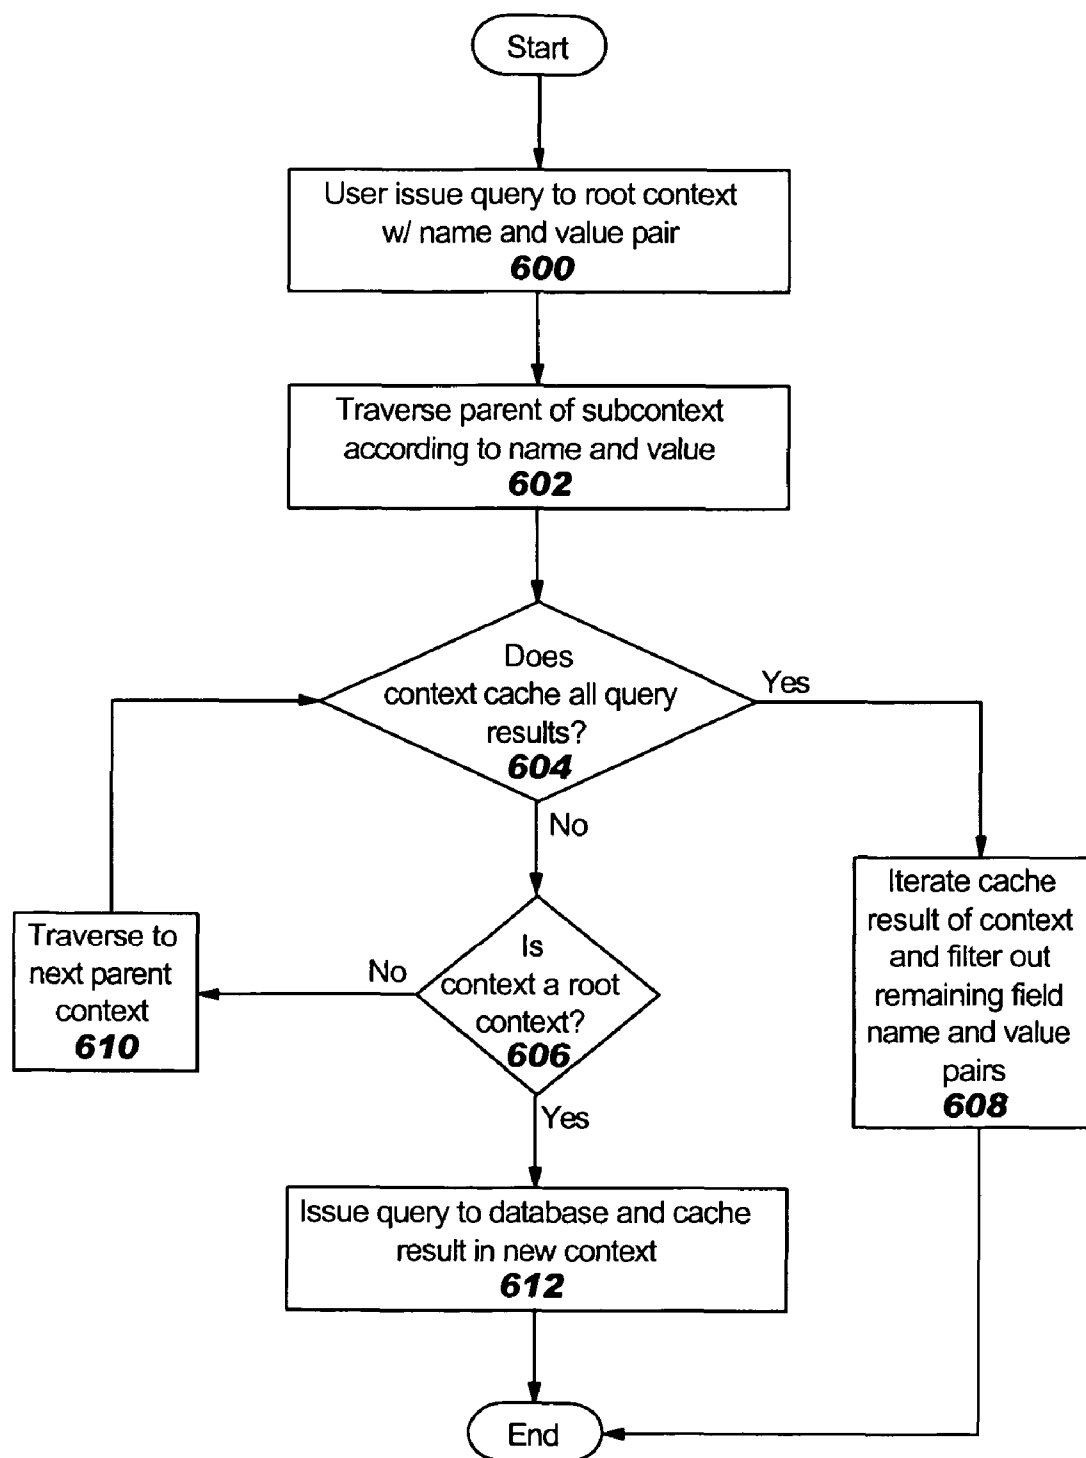 Start
User issue query to root context
w/ name and value pair
600
Traverse parent of subcontext
according to name and value
602
Does
context cache all query
results?
604
Yes
No
Is
context a root
context?
606
No
Yes
Traverse to
next parent
context
610
Iterate cache
result of context
and filter out
remaining field
name and value
pairs
608
Issue query to database and cache
result in new context
612
End